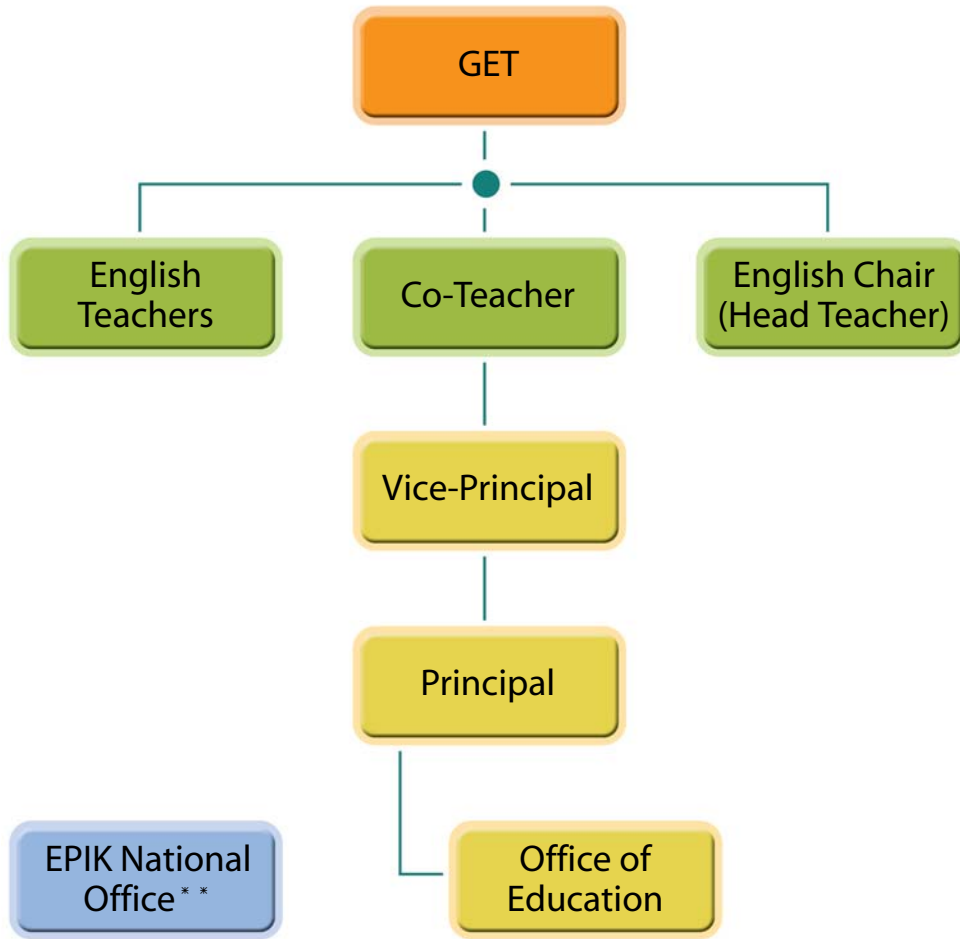 GET
English
Teachers
Co-Teacher
English Chair
(Head Teacher)
Vice-Principal
Principal
EPIK National
Office* *
Office of
Education